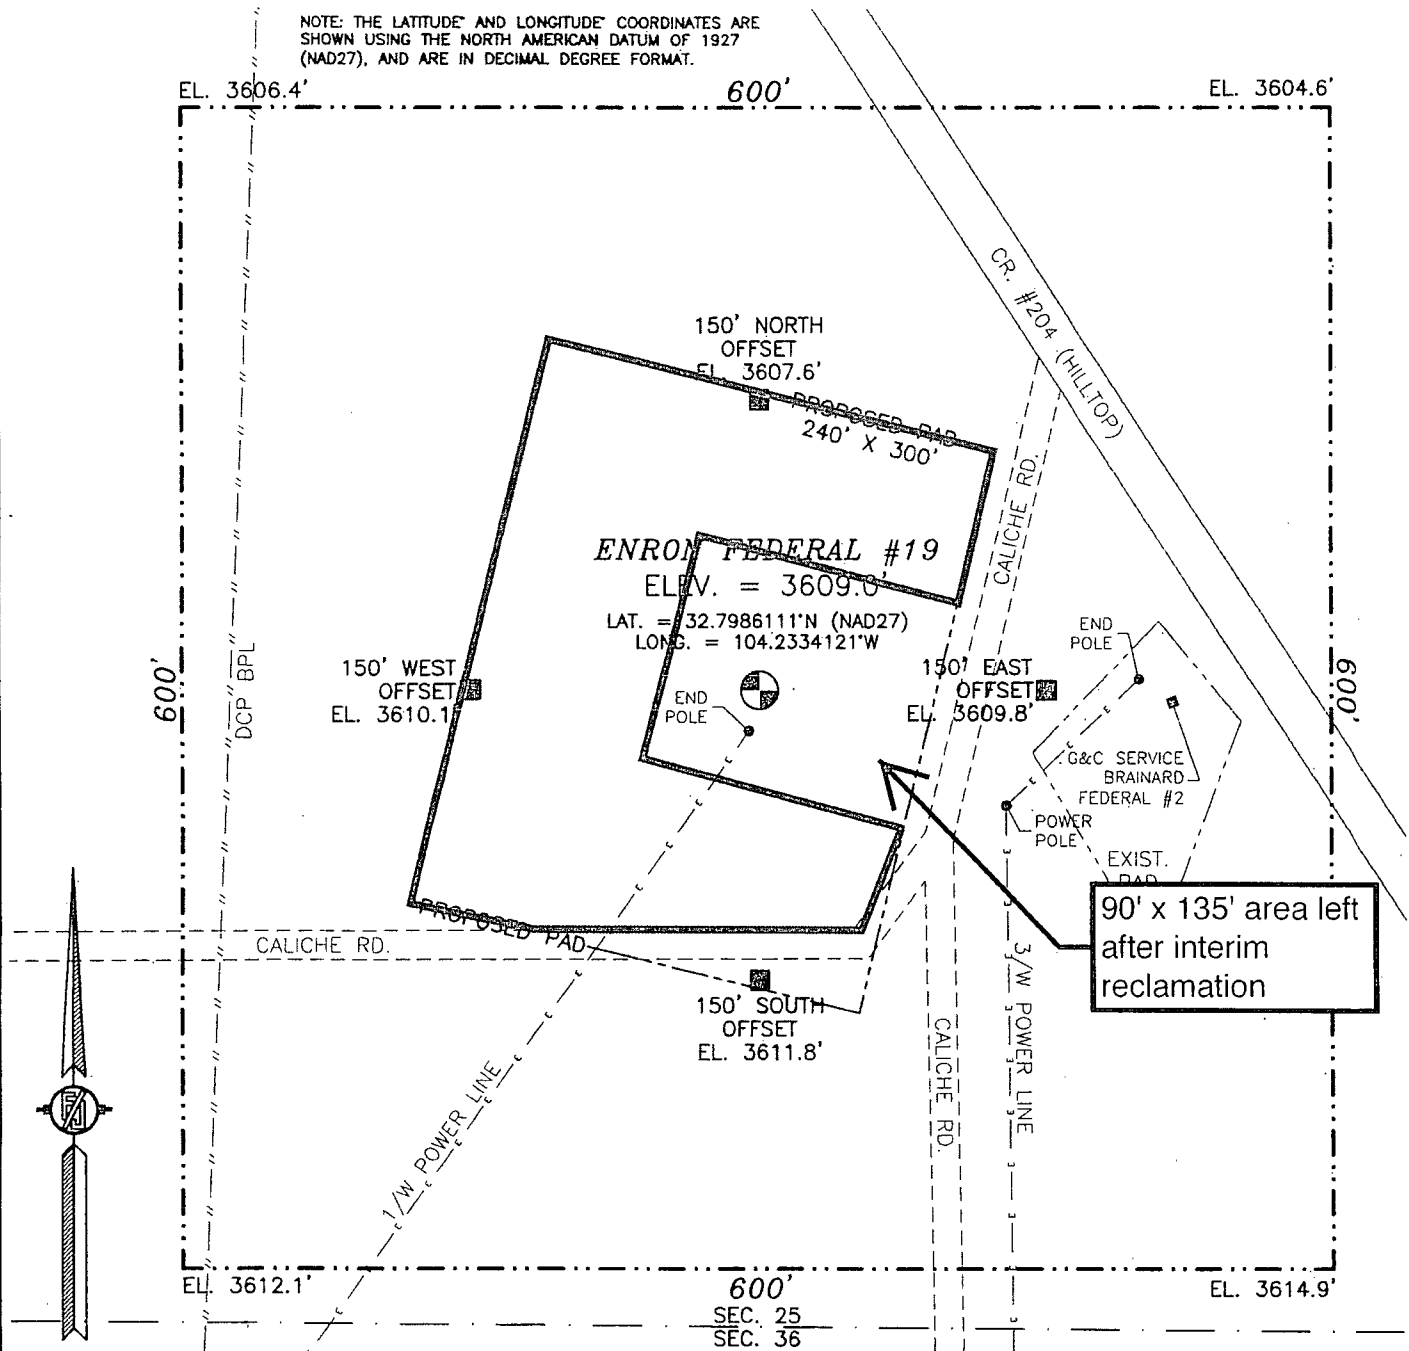 NOTE: THE LATITUDE AND LONGITUDE COORDINATES ARE
SHOWN USING THE NORTH AMERICAN DATUM OF 1927
(NAD27), AND ARE IN DECIMAL DEGREE FORMAT.
EL. 3606.4'
600'
EL. 3604.6'
CR. #204 (HILLTOP)
150' NORTH
OFFSET
EL. 3607.6'
PROPOSED PAD
240' X 300'
CALICHE RD.
ENRON FEDERAL #19
ELEV. = 3609.0'
LAT. = 32.7986111°N (NAD27)
LONG. = 104.2334121°W
END
POLE
150' WEST
OFFSET
EL. 3610.1'
150' EAST
OFFSET
EL. 3609.8'
600'
DCP BPL
600'
END
POLE
G&C SERVICE
BRAINARD
FEDERAL #2
POWER
POLE
EXIST.
PAD
90' x 135' area left
after interim
reclamation
PROPOSED PAD
CALICHE RD.
3/W POWER LINE
150' SOUTH
OFFSET
EL. 3611.8'
CALICHE RD.
1/W POWER LINE
EL. 3612.1'
600'
EL. 3614.9'
SEC. 25
SEC. 36